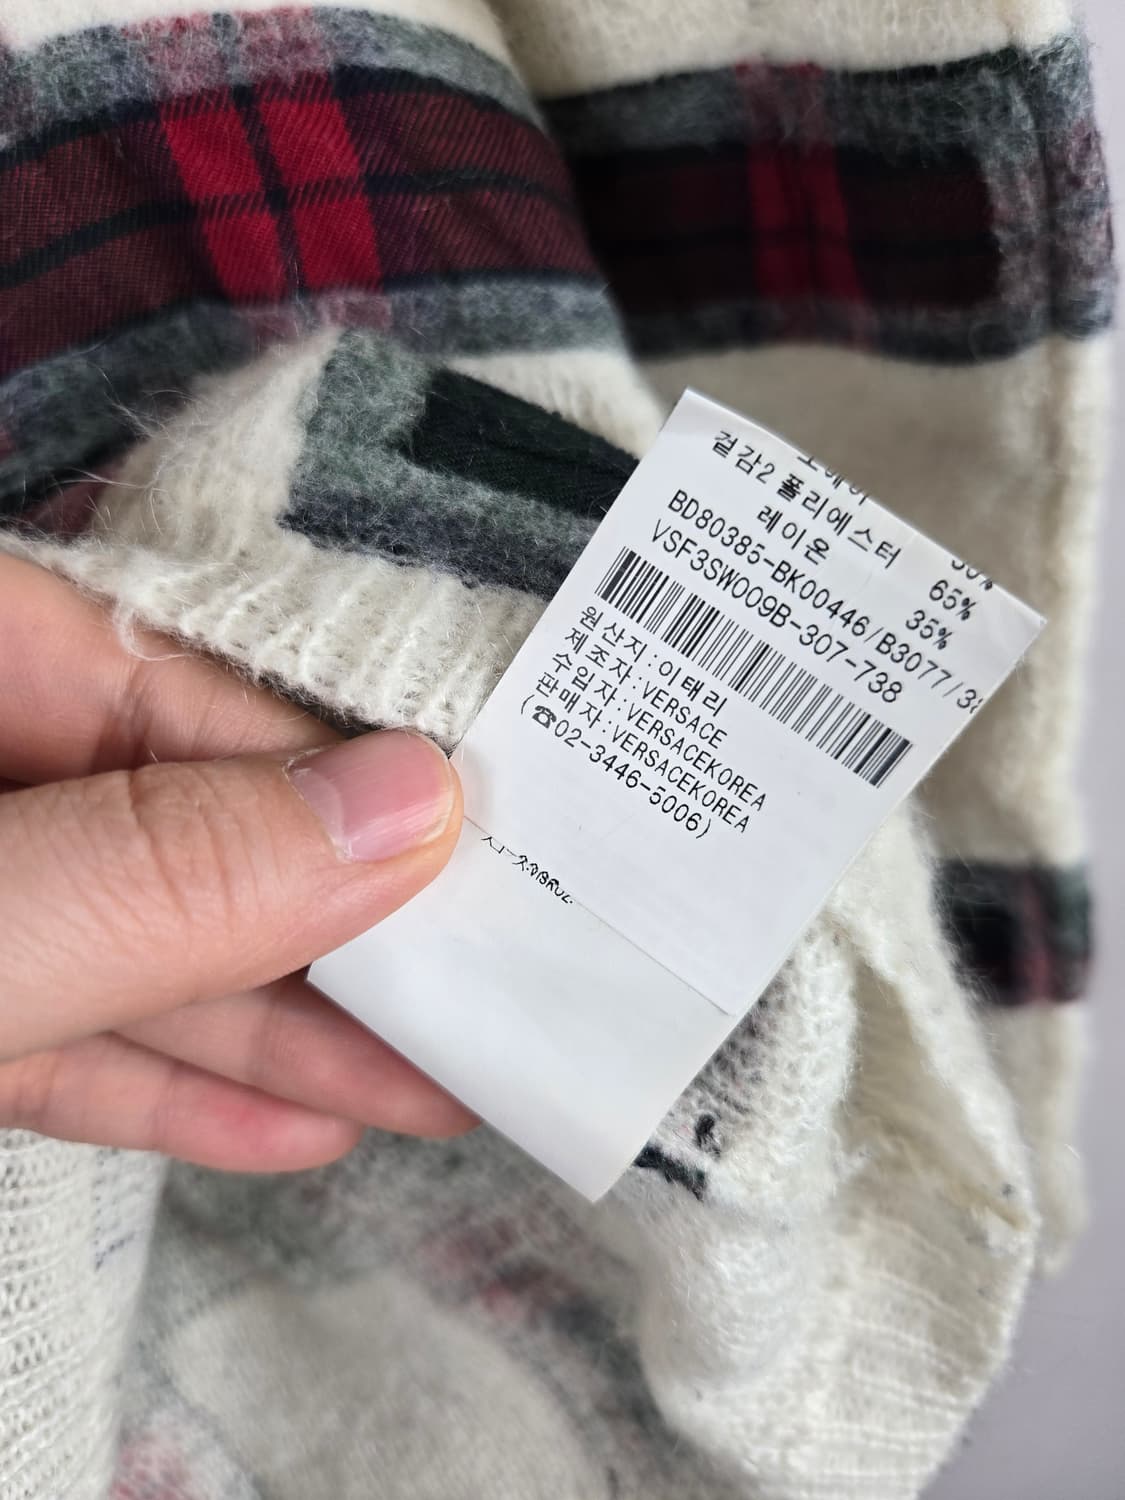 겉감2 폴리에스터 65%
레이온 35%
BD80385-BK00446/B3077/38
VSF3SW009B-307-738
원산지:이태리
제조자:VERSACE
수입자:VERSACEKOREA
판매자:VERSACEKOREA
(☎02-3446-5006)